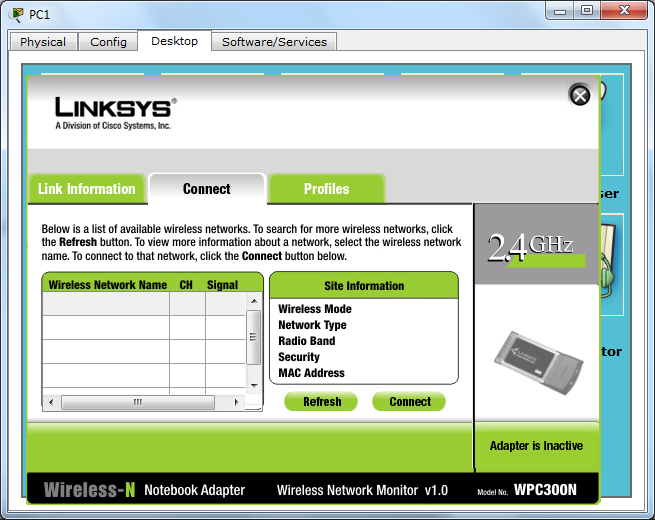 PC1
Physical Config Desktop Software/Services
LINKSYS®
A Division of Cisco Systems, Inc.
Link Information Connect Profiles
Below is a list of available wireless networks. To search for more wireless networks, click
the Refresh button. To view more information about a network, select the wireless network
name. To connect to that network, click the Connect button below.
Wireless Network Name CH Signal
Site Information
Wireless Mode
Network Type
Radio Band
Security
MAC Address
Refresh Connect
2.4GHz
ser
tor
Adapter is Inactive
Wireless-N Notebook Adapter Wireless Network Monitor v1.0 Model No. WPC300N